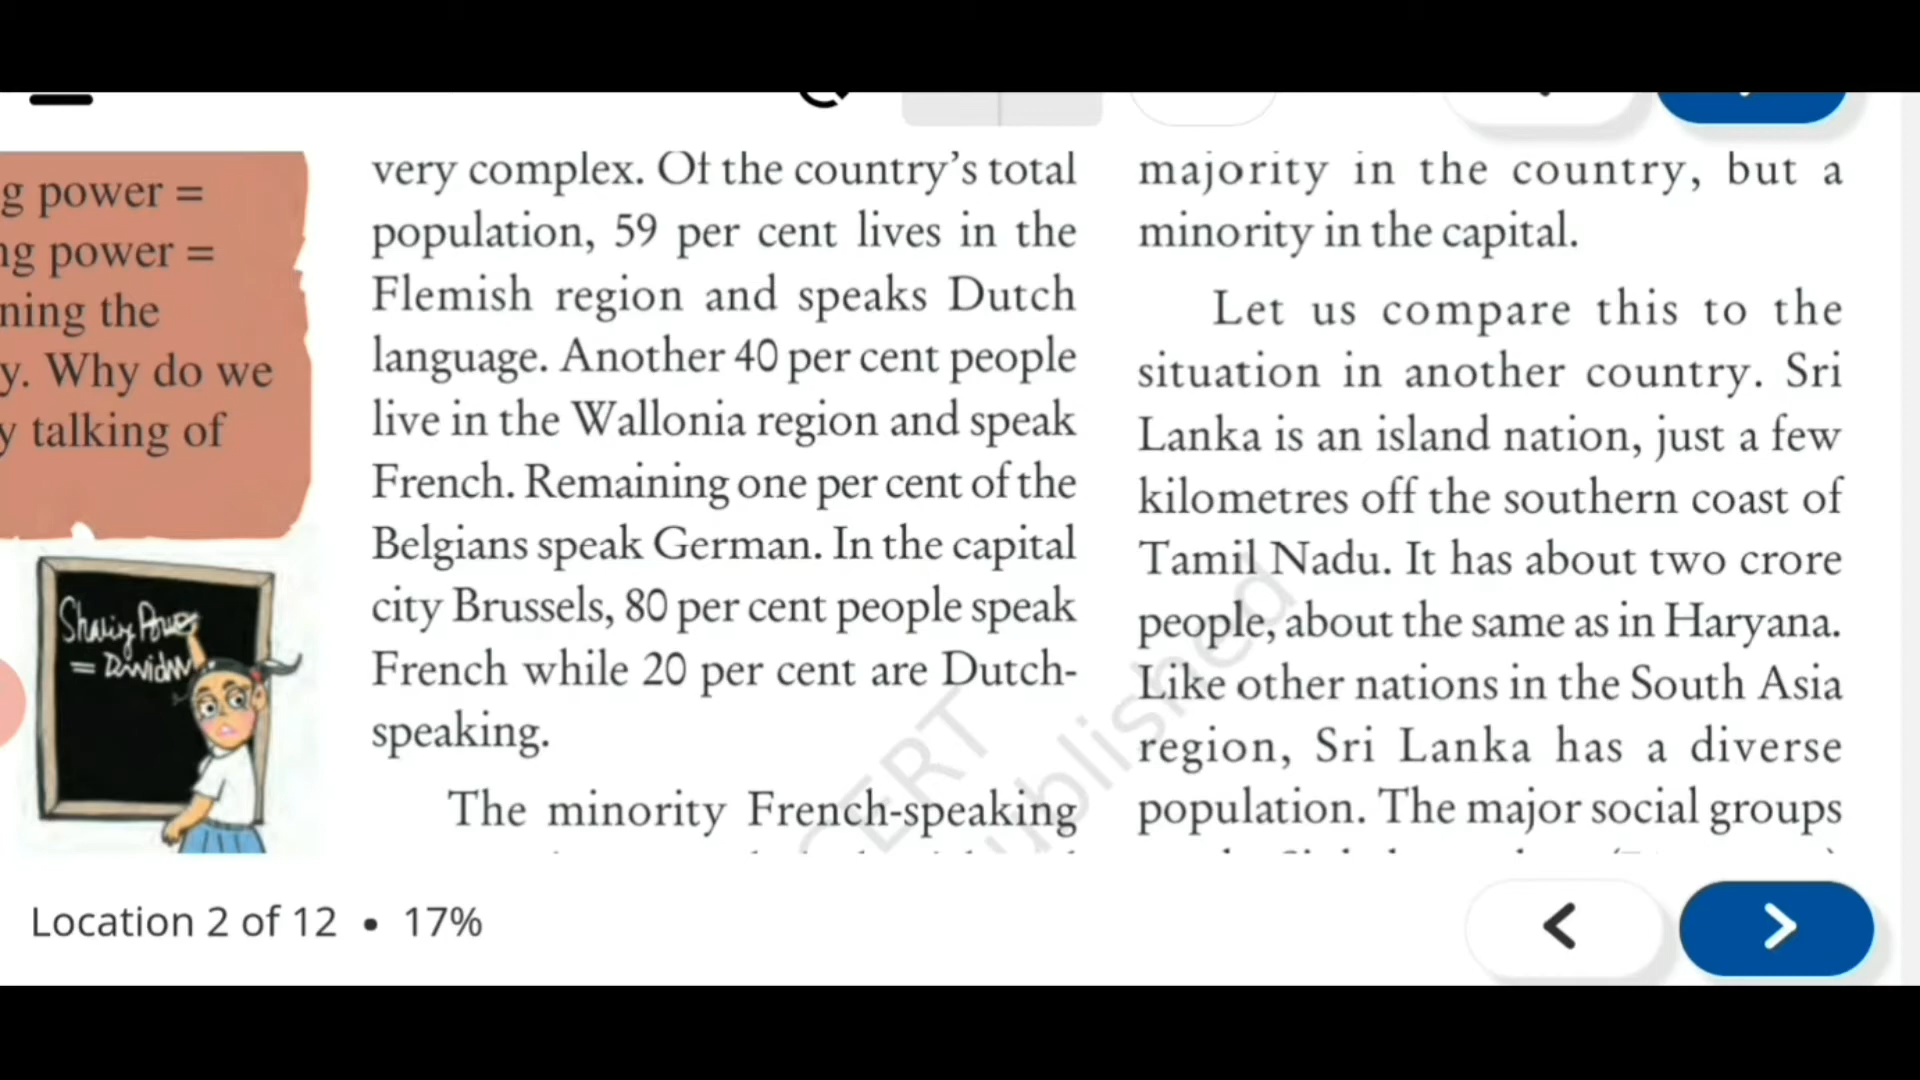 g power =
ng power =
ning the
y. Why do we
y talking of
Sharing Power
= Dividin
very complex. Of the country's total
population, 59 per cent lives in the
Flemish region and speaks Dutch
language. Another 40 per cent people
live in the Wallonia region and speak
French. Remaining one per cent of the
Belgians speak German. In the capital
city Brussels, 80 per cent people speak
French while 20 per cent are Dutch-
speaking.
The minority French-speaking
majority in the country, but a
minority in the capital.
Let us compare this to the
situation in another country. Sri
Lanka is an island nation, just a few
kilometres off the southern coast of
Tamil Nadu. It has about two crore
people, about the same as in Haryana.
Like other nations in the South Asia
region, Sri Lanka has a diverse
population. The major social groups
CERT
ublished
Location 2 of 12 • 17%